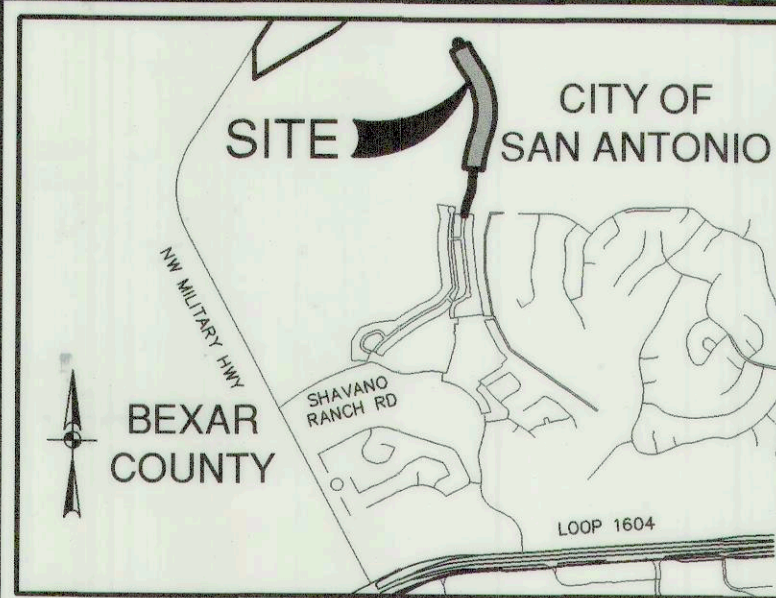 CITY OF
SAN ANTONIO
SITE
NW MILITARY HWY
SHAVANO
RANCH RD
BEXAR
COUNTY
LOOP 1604